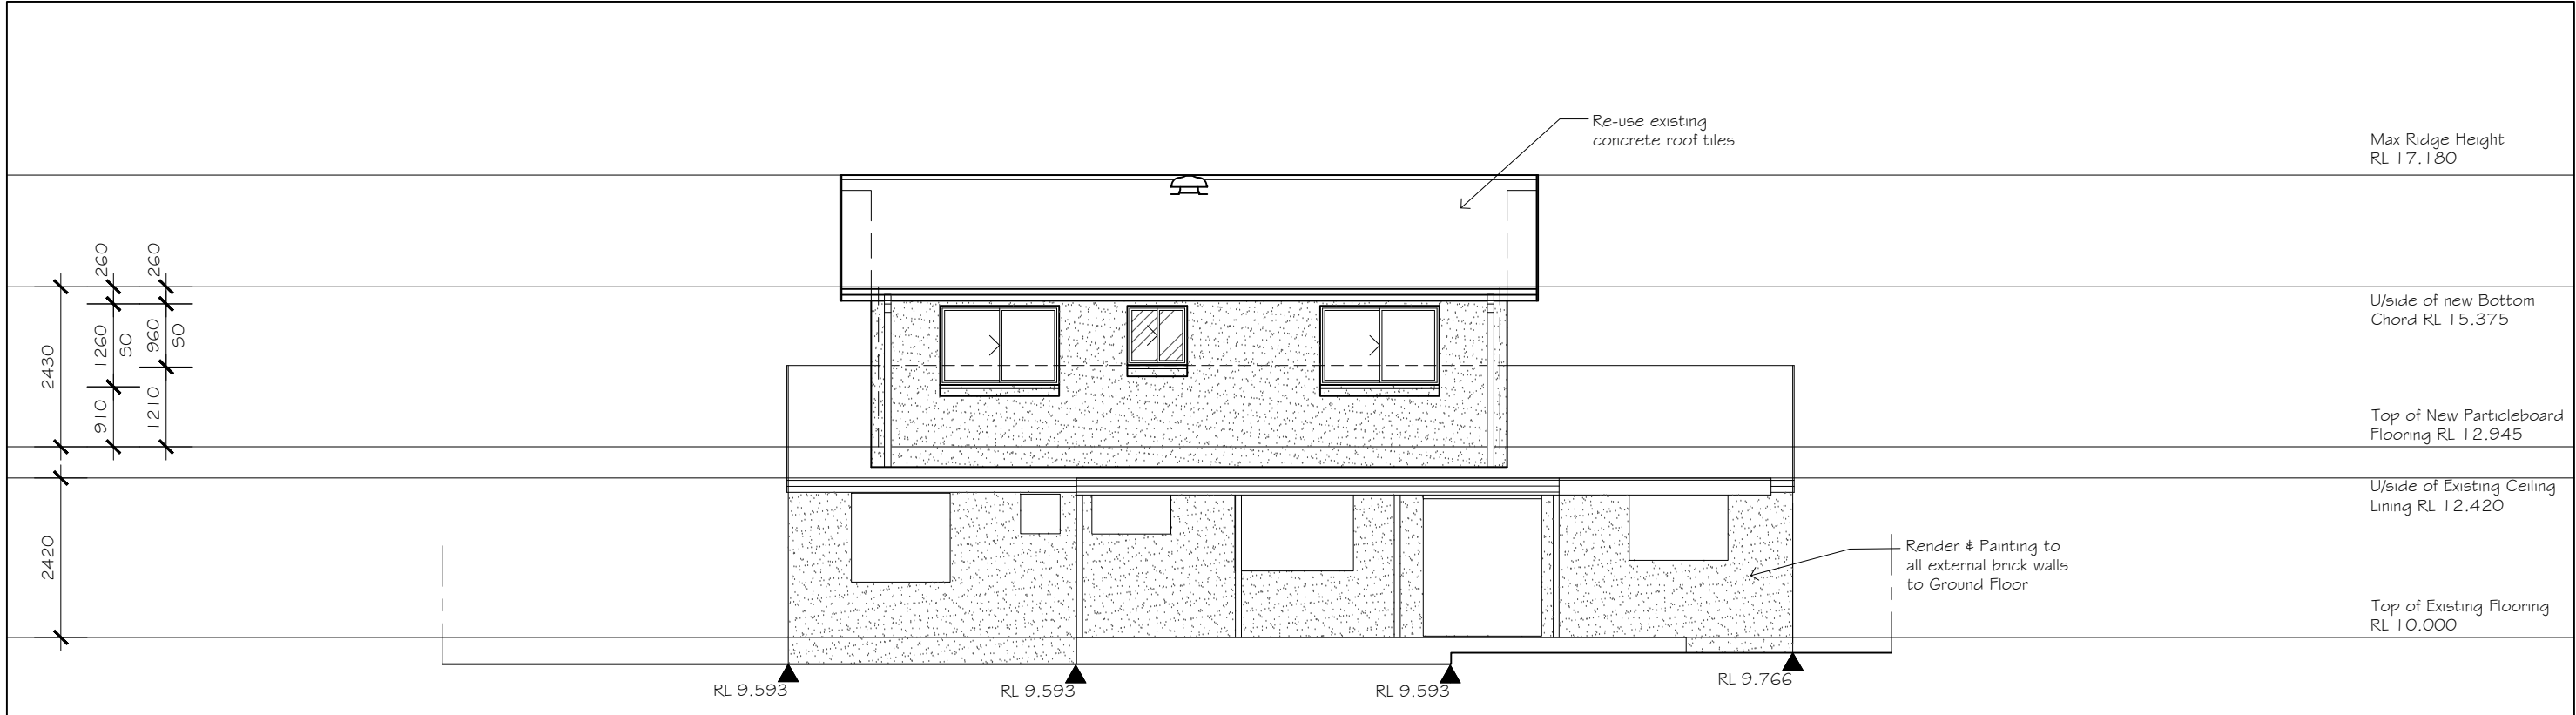 Re-use existing
concrete roof tiles
Max Ridge Height
RL 17.180
260
260
1260
50
960
50
2430
910
1210
U/side of new Bottom
Chord RL 15.375
Top of New Particleboard
Flooring RL 12.945
U/side of Existing Ceiling
Lining RL 12.420
2420
Render & Painting to
all external brick walls
to Ground Floor
Top of Existing Flooring
RL 10.000
RL 9.593
RL 9.593
RL 9.593
RL 9.766